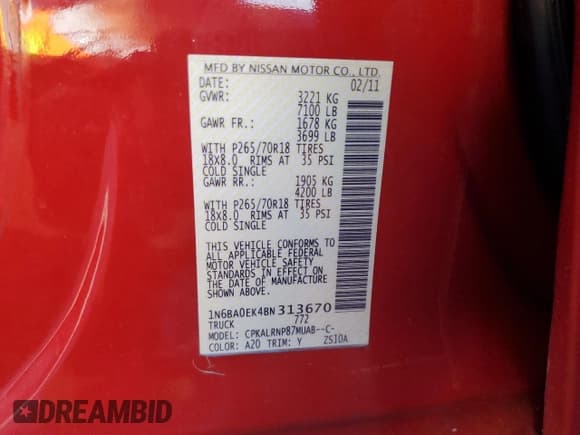 MFD BY NISSAN MOTOR CO., LTD.
DATE: 02/11
GVWR: 3221 KG
7100 LB
GAWR FR.: 1678 KG
3699 LB
WITH P265/70R18 TIRES
18X8.0 RIMS AT 35 PSI
COLD SINGLE
GAWR RR.: 1905 KG
4200 LB
WITH P265/70R18 TIRES
18X8.0 RIMS AT 35 PSI
COLD SINGLE
THIS VEHICLE CONFORMS TO
ALL APPLICABLE FEDERAL
MOTOR VEHICLE SAFETY
STANDARDS IN EFFECT ON
THE DATE OF MANUFACTURE
SHOWN ABOVE.
1N6BA0EK4BN313670
TRUCK 772
MODEL: CPKALRNP87MUAB--C-
COLOR: A20 TRIM: Y ZS10A
DREAMBID